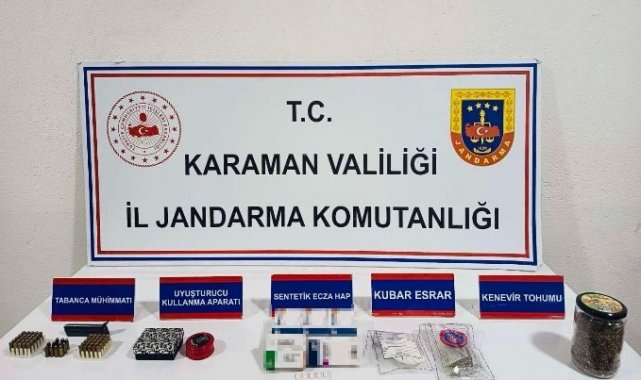 T.C.
KARAMAN VALİLİĞİ
İL JANDARMA KOMUTANLIĞI
JANDARMA
TABANCA MÜHİMMATI
UYUŞTURUCU
KULLANMA APARATI
SENTETİK ECZA HAP
KUBAR ESRAR
KENEVİR TOHUMU